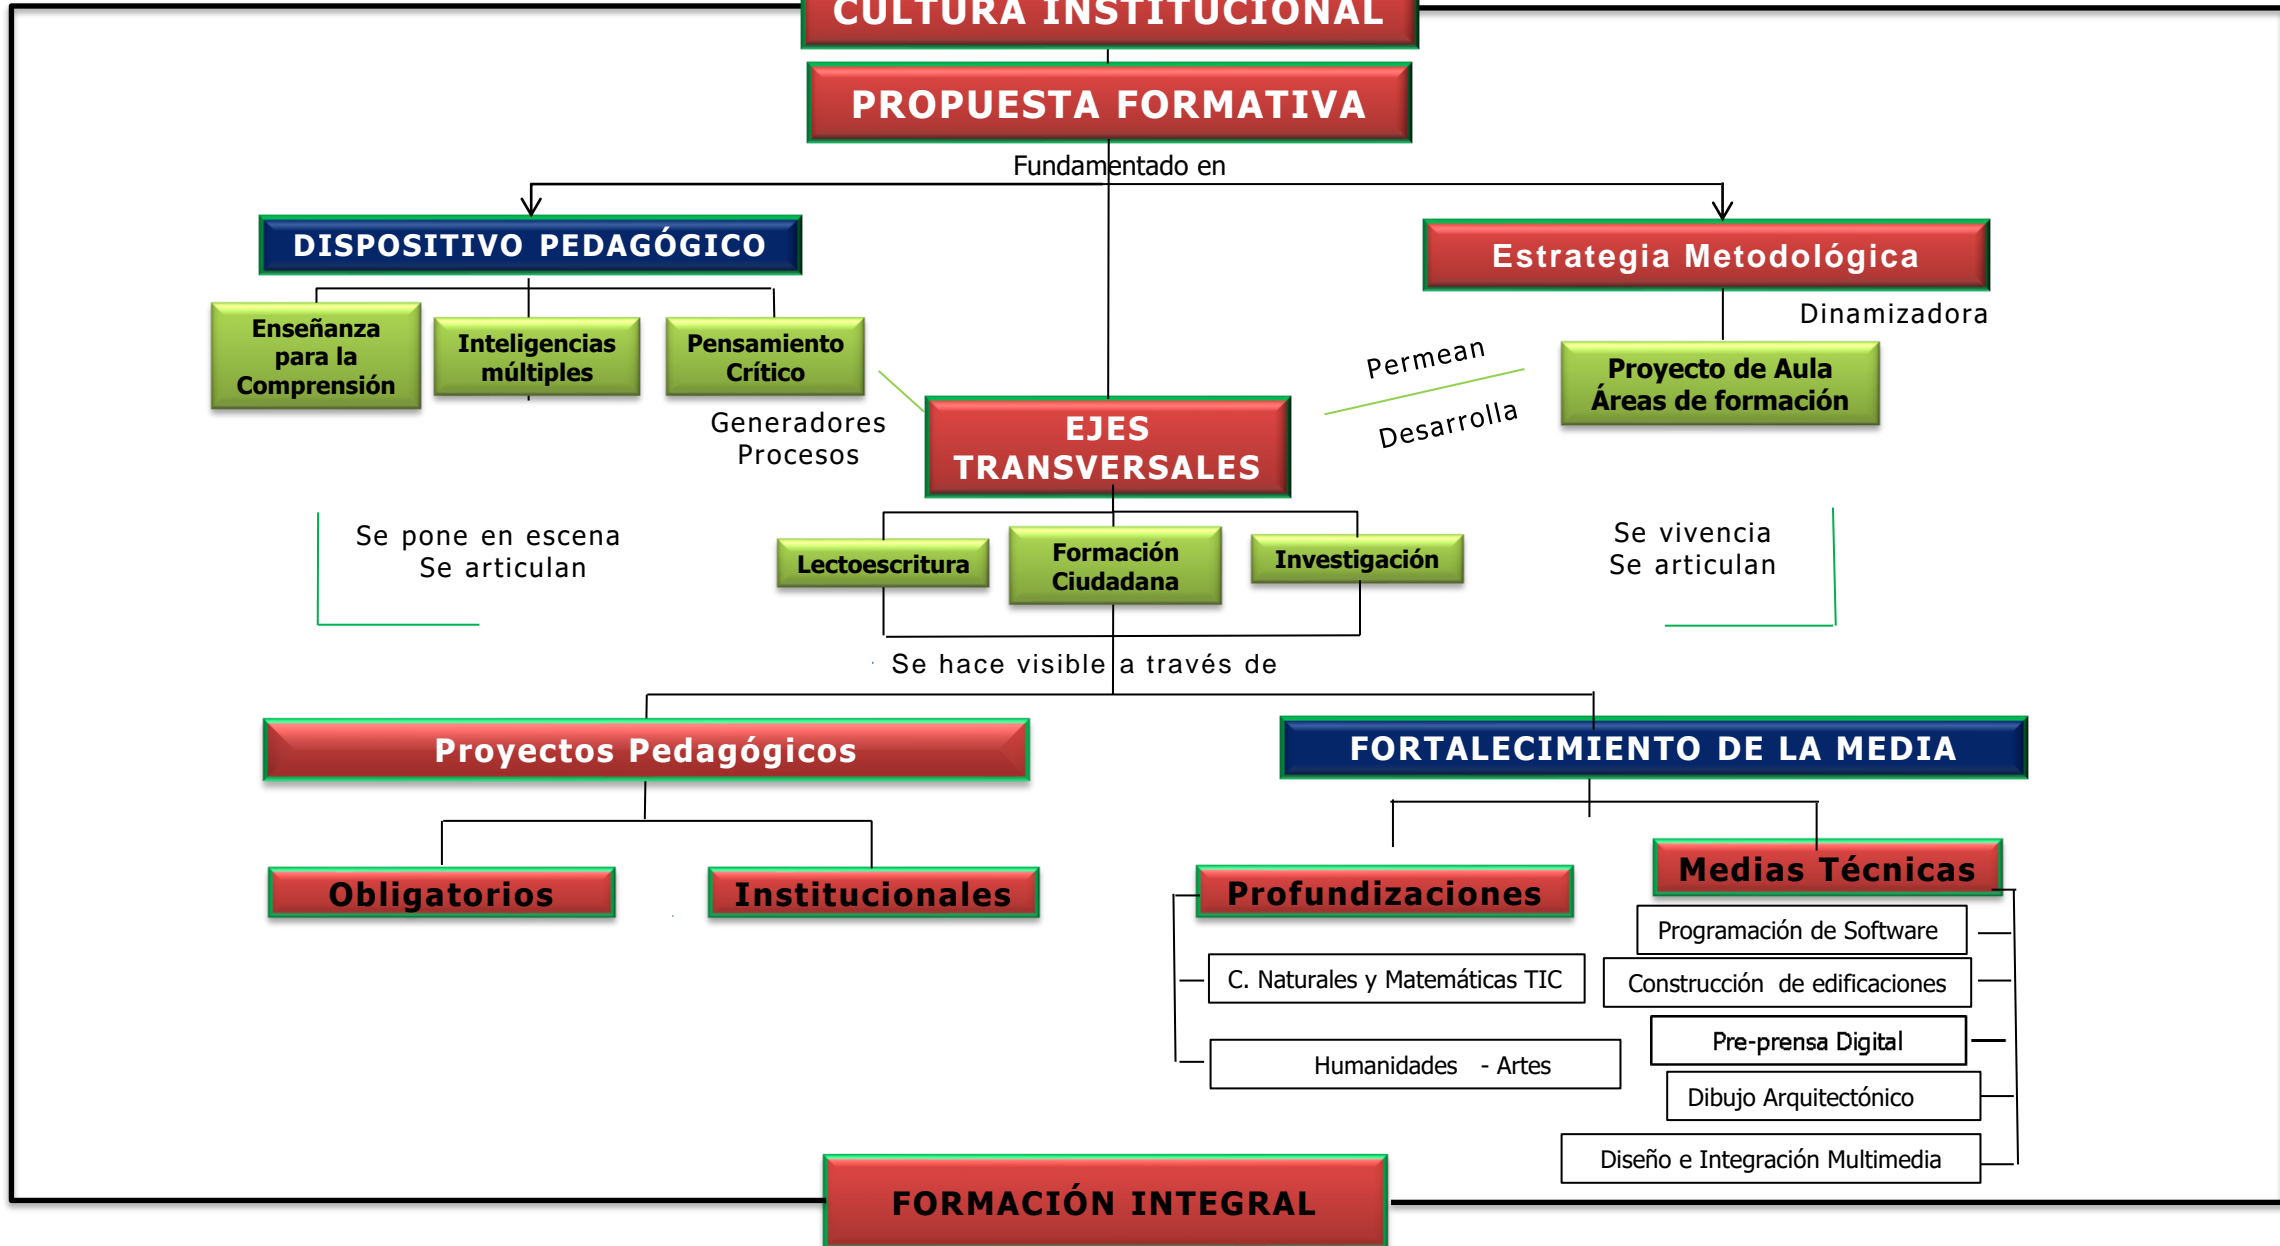 CULTURA INSTITUCIONAL
PROPUESTA FORMATIVA
Fundamentado en
DISPOSITIVO PEDAGÓGICO
Estrategia Metodológica
Dinamizadora
Enseñanza
para la
Comprensión
Inteligencias
múltiples
Pensamiento
Crítico
Permean
Desarrolla
Proyecto de Aula
Áreas de formación
Generadores
Procesos
EJES
TRANSVERSALES
Se pone en escena
Se articulan
Lectoescritura
Formación
Ciudadana
Investigación
Se vivencia
Se articulan
Se hace visible a través de
Proyectos Pedagógicos
FORTALECIMIENTO DE LA MEDIA
Obligatorios
Institucionales
Profundizaciones
Medias Técnicas
C. Naturales y Matemáticas TIC
Humanidades - Artes
Programación de Software
Construcción de edificaciones
Pre-prensa Digital
Dibujo Arquitectónico
Diseño e Integración Multimedia
FORMACIÓN INTEGRAL